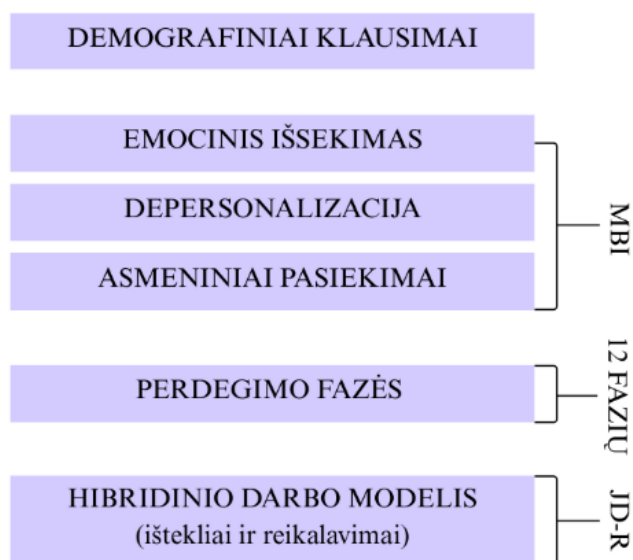 DEMOGRAFINIAI KLAUSIMAI
EMOCINIS IŠSEKIMAS
DEPERSONALIZACIJA
ASMENINIAI PASIEKIMAI
MBI
PERDEGIMO FAZĖS
12 FAZIŲ
HIBRIDINIO DARBO MODELIS
(ištekliai ir reikalavimai)
JD-R